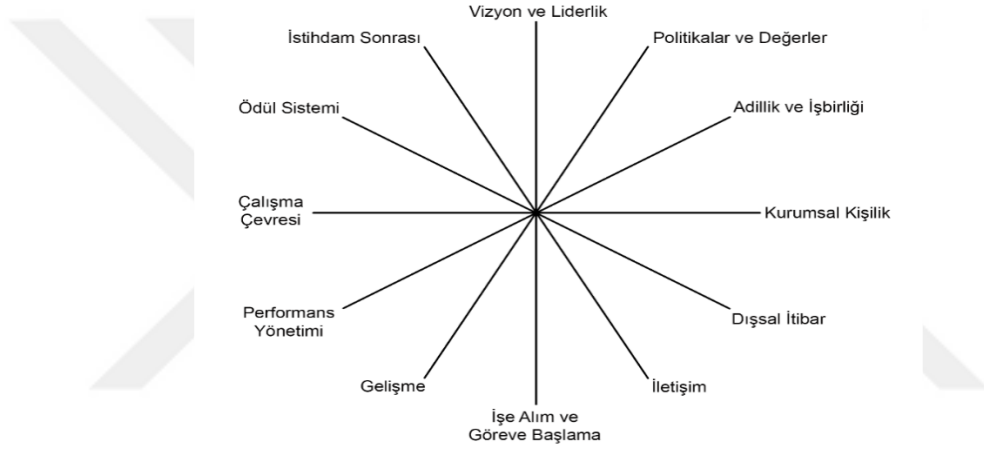 Vizyon ve Liderlik
İstihdam Sonrası
Politikalar ve Değerler
Ödül Sistemi
Adillik ve İşbirliği
Çalışma
Çevresi
Kurumsal Kişilik
Performans
Yönetimi
Dışsal İtibar
Gelişme
İletişim
İşe Alım ve
Göreve Başlama